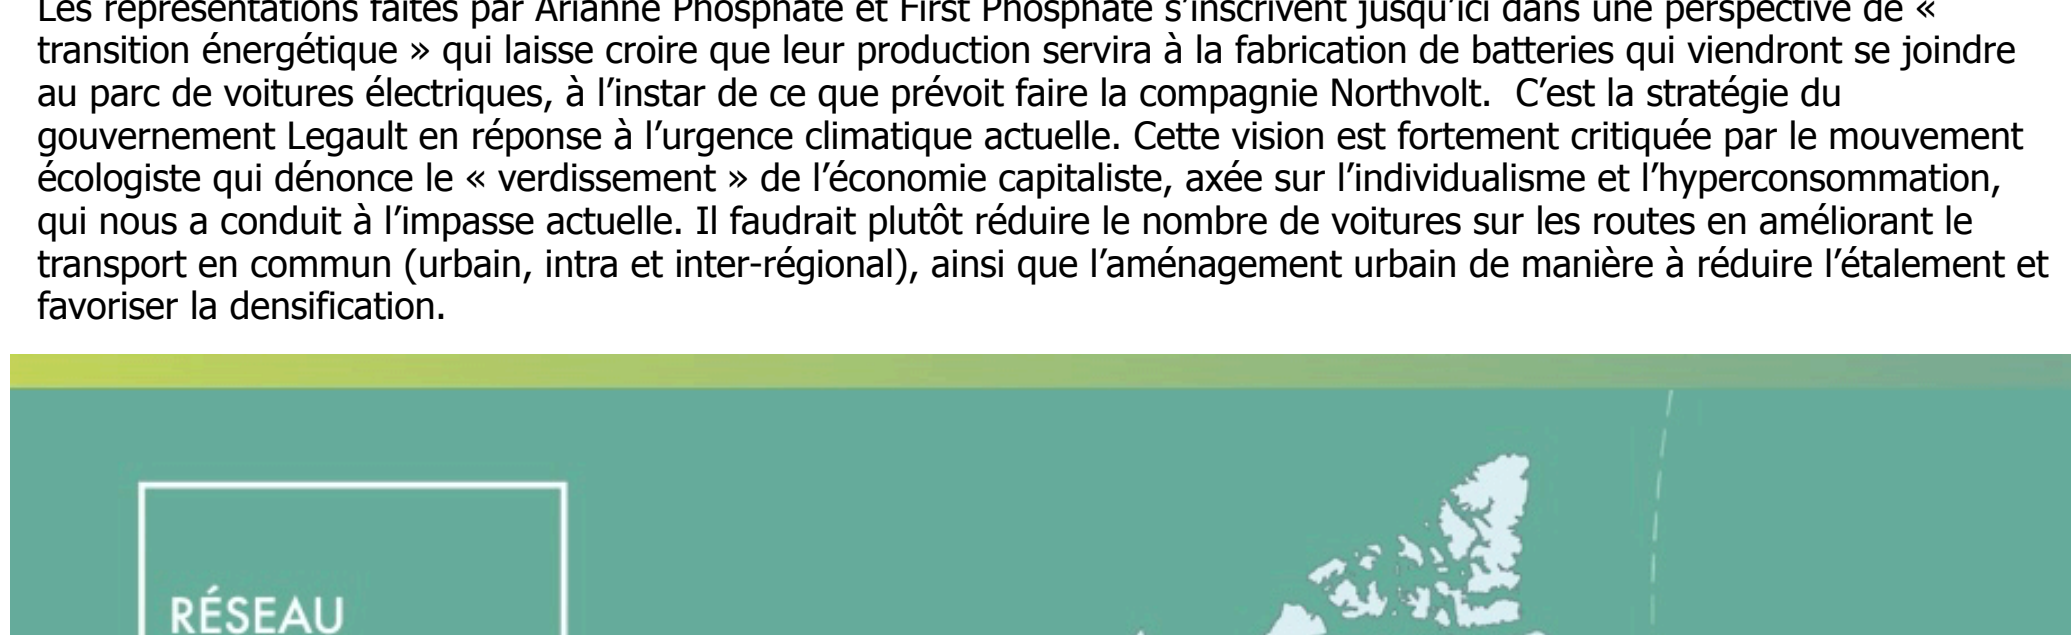 Les représentations faites par Arianne Phosphate et First Phosphate s’inscrivent jusqu’ici dans une perspective de «
transition énergétique » qui laisse croire que leur production servira à la fabrication de batteries qui viendront se joindre
au parc de voitures électriques, à l’instar de ce que prévoit faire la compagnie Northvolt.  C’est la stratégie du
gouvernement Legault en réponse à l’urgence climatique actuelle. Cette vision est fortement critiquée par le mouvement
écologiste qui dénonce le « verdissement » de l’économie capitaliste, axée sur l’individualisme et l’hyperconsommation,
qui nous a conduit à l’impasse actuelle. Il faudrait plutôt réduire le nombre de voitures sur les routes en améliorant le
transport en commun (urbain, intra et inter-régional), ainsi que l’aménagement urbain de manière à réduire l’étalement et
favoriser la densification.
RÉSEAU